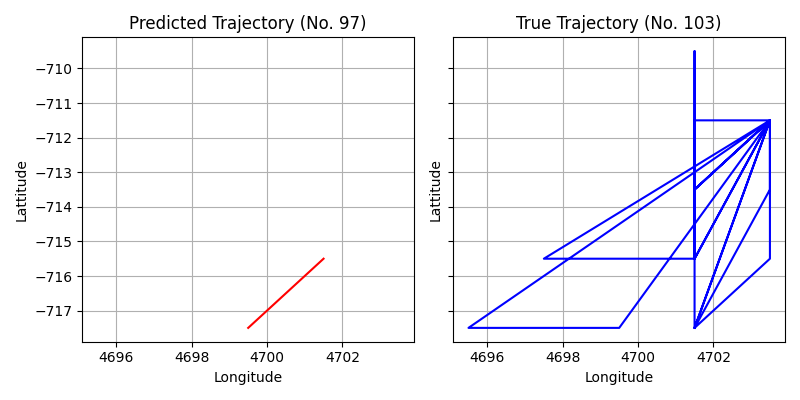 Predicted Trajectory (No. 97)
True Trajectory (No. 103)
Lattitude
−710
−711
−712
−713
−714
−715
−716
−717
4696
4698
4700
4702
Longitude
Lattitude
4696
4698
4700
4702
Longitude